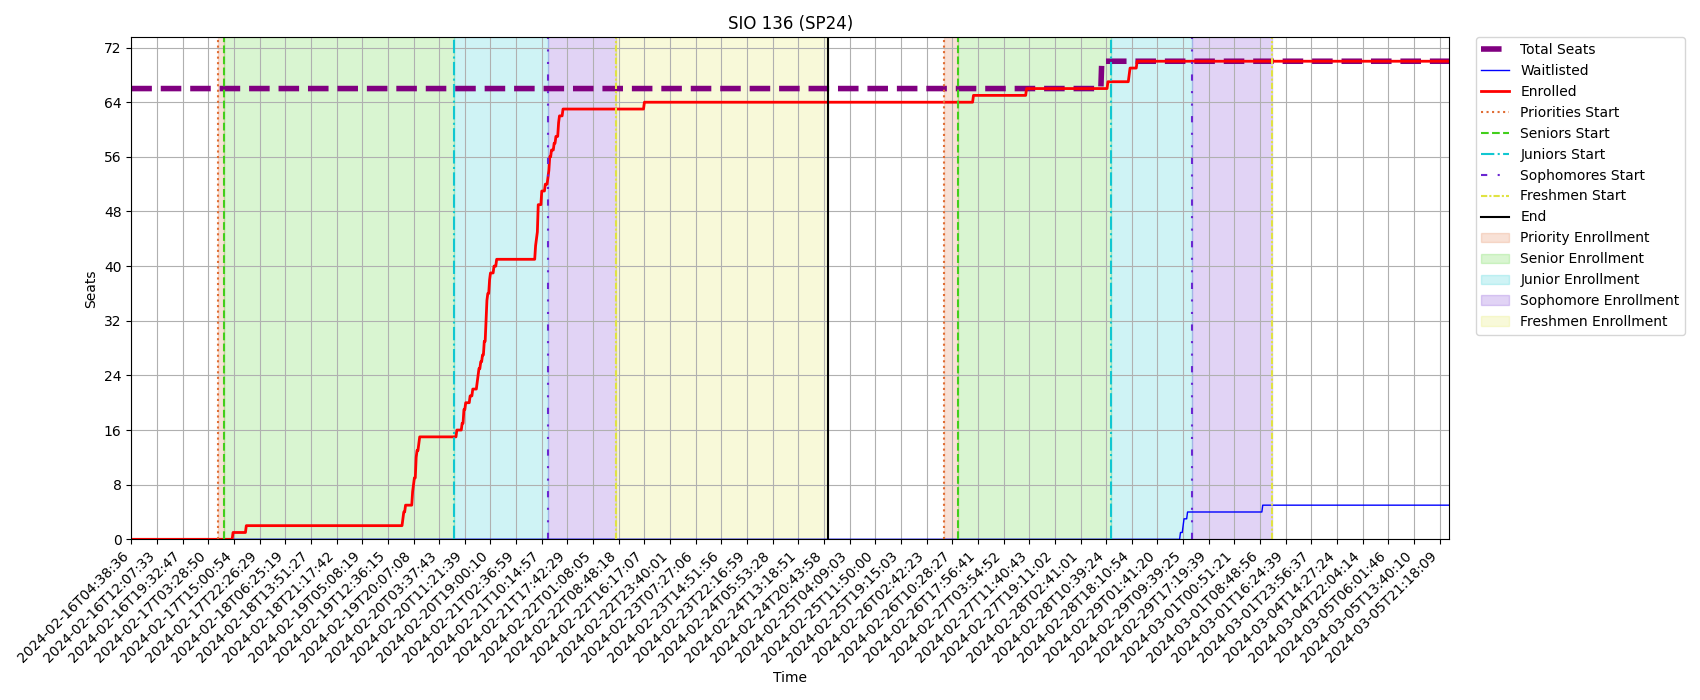 SIO 136 (SP24)
Seats
72
64
56
48
40
32
24
16
8
0
2024-02-16T04:38:36
2024-02-16T12:07:33
2024-02-16T19:32:47
2024-02-17T03:28:50
2024-02-17T15:00:54
2024-02-17T22:26:29
2024-02-18T06:25:19
2024-02-18T13:51:27
2024-02-18T21:17:42
2024-02-19T05:08:19
2024-02-19T12:36:15
2024-02-19T20:07:08
2024-02-20T03:37:43
2024-02-20T11:21:39
2024-02-20T19:00:10
2024-02-21T02:36:59
2024-02-21T10:14:57
2024-02-21T17:42:29
2024-02-22T01:08:05
2024-02-22T08:48:18
2024-02-22T16:17:07
2024-02-22T23:40:01
2024-02-23T07:27:06
2024-02-23T14:51:56
2024-02-23T22:16:59
2024-02-24T05:53:28
2024-02-24T13:18:51
2024-02-24T20:43:58
2024-02-25T04:09:03
2024-02-25T11:50:00
2024-02-25T19:15:03
2024-02-26T02:42:23
2024-02-26T10:28:27
2024-02-26T17:56:41
2024-02-27T03:54:52
2024-02-27T11:40:43
2024-02-27T19:11:02
2024-02-28T02:41:01
2024-02-28T10:39:24
2024-02-28T18:10:54
2024-02-29T01:41:20
2024-02-29T09:39:25
2024-02-29T17:19:39
2024-03-01T00:51:21
2024-03-01T08:48:56
2024-03-01T16:24:39
2024-03-01T23:56:37
2024-03-04T14:27:24
2024-03-04T22:04:14
2024-03-05T06:01:46
2024-03-05T13:40:10
2024-03-05T21:18:09
Time
Total Seats
Waitlisted
Enrolled
Priorities Start
Seniors Start
Juniors Start
Sophomores Start
Freshmen Start
End
Priority Enrollment
Senior Enrollment
Junior Enrollment
Sophomore Enrollment
Freshmen Enrollment